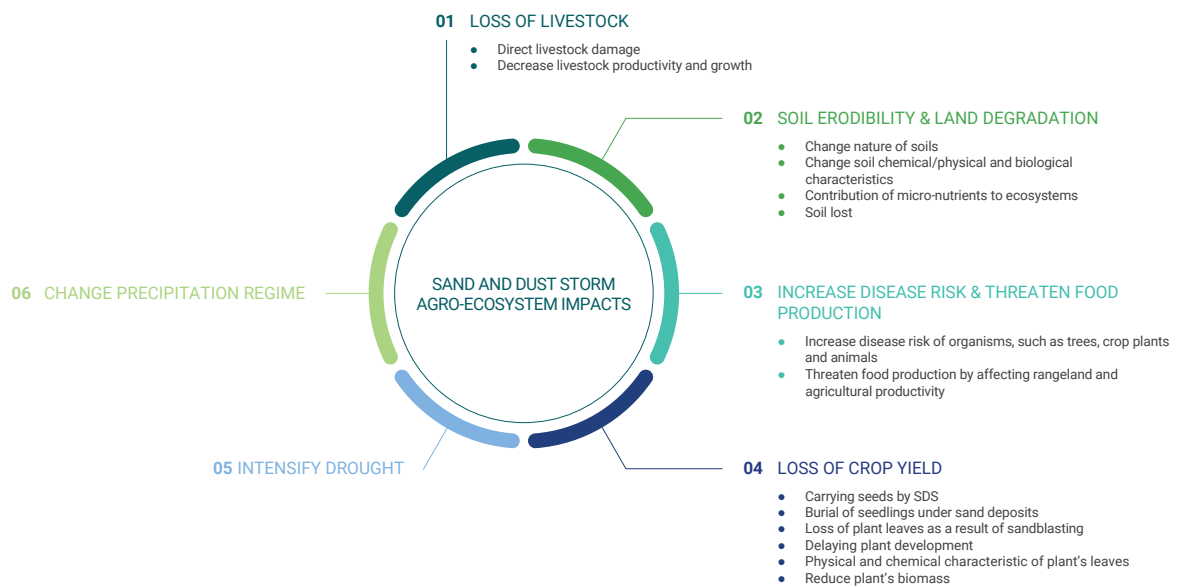 01 LOSS OF LIVESTOCK
● Direct livestock damage
● Decrease livestock productivity and growth
02 SOIL ERODIBILITY & LAND DEGRADATION
● Change nature of soils
● Change soil chemical/physical and biological
characteristics
● Contribution of micro-nutrients to ecosystems
● Soil lost
SAND AND DUST STORM
AGRO-ECOSYSTEM IMPACTS
03 INCREASE DISEASE RISK & THREATEN FOOD
PRODUCTION
● Increase disease risk of organisms, such as trees, crop plants
and animals
● Threaten food production by affecting rangeland and
agricultural productivity
04 LOSS OF CROP YIELD
● Carrying seeds by SDS
● Burial of seedlings under sand deposits
● Loss of plant leaves as a result of sandblasting
● Delaying plant development
● Physical and chemical characteristic of plant's leaves
● Reduce plant's biomass
05 INTENSIFY DROUGHT
06 CHANGE PRECIPITATION REGIME